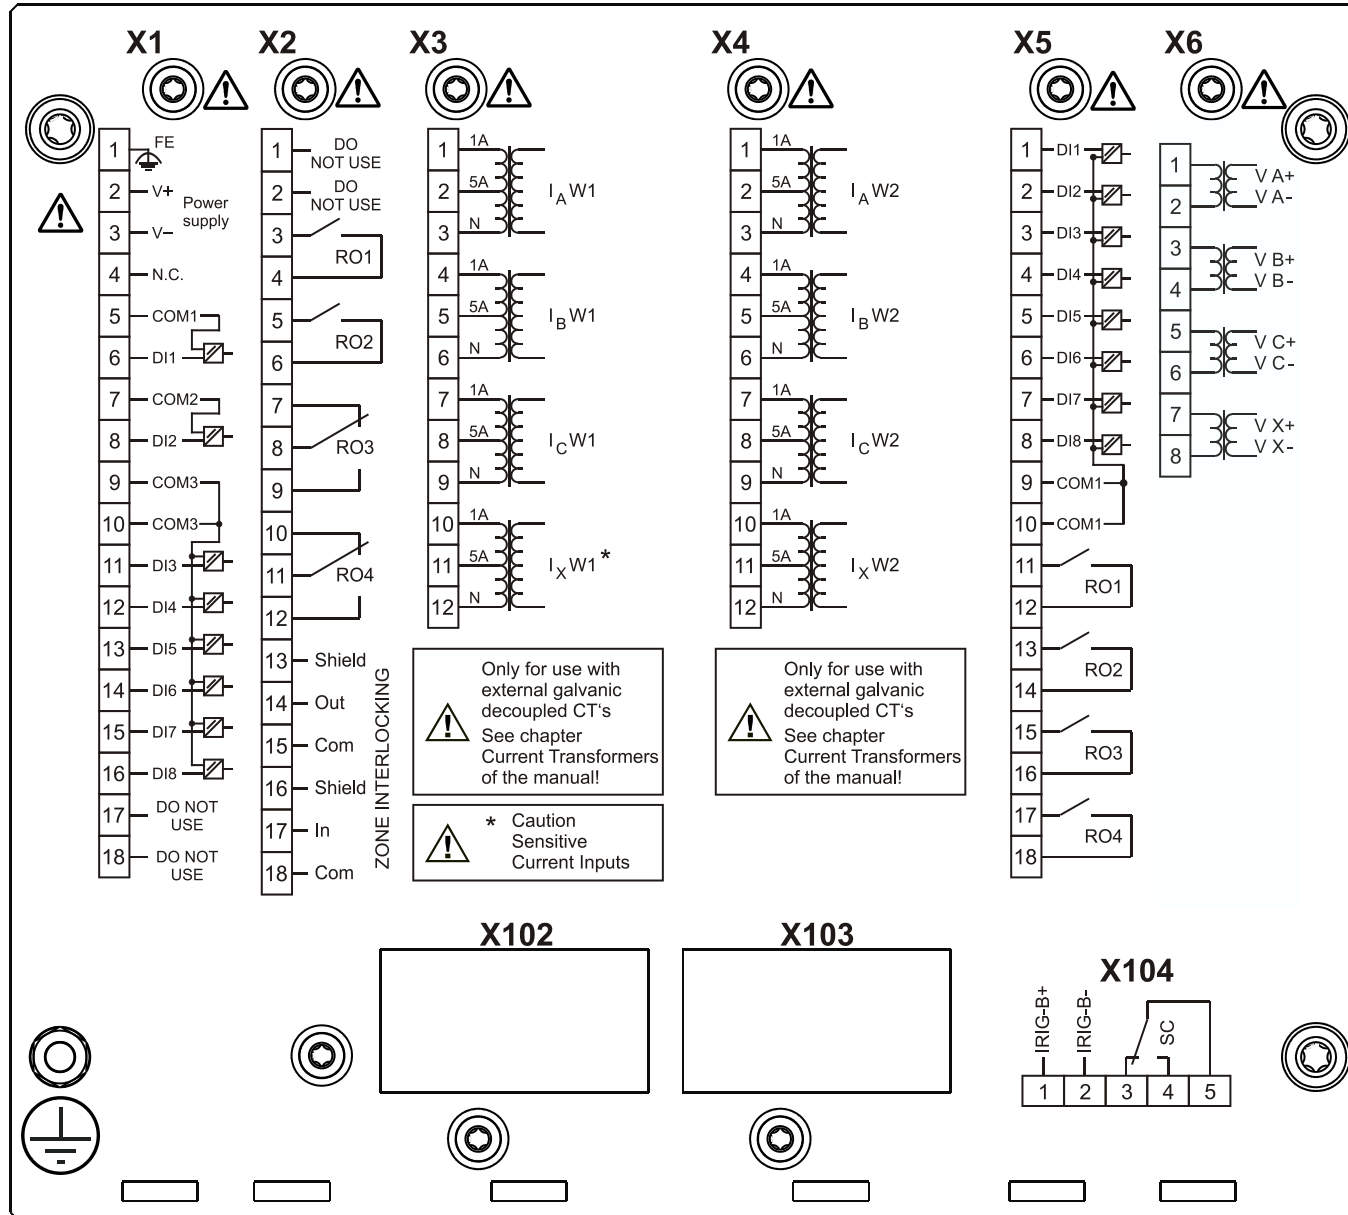 X1
X2
X3
X4
X5
X6
1 FE
2 V+
Power
supply
3 V–
4 N.C.
5 COM1
6 DI1
7 COM2
8 DI2
9 COM3
10 COM3
11 DI3
12 DI4
13 DI5
14 DI6
15 DI7
16 DI8
17 DO NOT
USE
18 DO NOT
USE
1 DO
NOT USE
2 DO
NOT USE
3
RO1
4
5
RO2
6
7
8 RO3
9
10
11 RO4
12
13 Shield
14 Out
15 Com
16 Shield
17 In
18 Com
ZONE INTERLOCKING
1 1A
2 5A IA W1
3 N
4 1A
5 5A IB W1
6 N
7 1A
8 5A IC W1
9 N
10 1A
11 5A IX W1 *
12 N
Only for use with
external galvanic
decoupled CT‘s
See chapter
Current Transformers
of the manual!
* Caution
Sensitive
Current Inputs
1 1A
2 5A IA W2
3 N
4 1A
5 5A IB W2
6 N
7 1A
8 5A IC W2
9 N
10 1A
11 5A IX W2
12 N
Only for use with
external galvanic
decoupled CT‘s
See chapter
Current Transformers
of the manual!
1 DI1
2 DI2
3 DI3
4 DI4
5 DI5
6 DI6
7 DI7
8 DI8
9 COM1
10 COM1
11
RO1
12
13
RO2
14
15
RO3
16
17
RO4
18
1 V A+
2 V A-
3 V B+
4 V B-
5 V C+
6 V C-
7 V X+
8 V X-
X102
X103
X104
IRIG-B+
IRIG-B-
SC
1 2 3 4 5